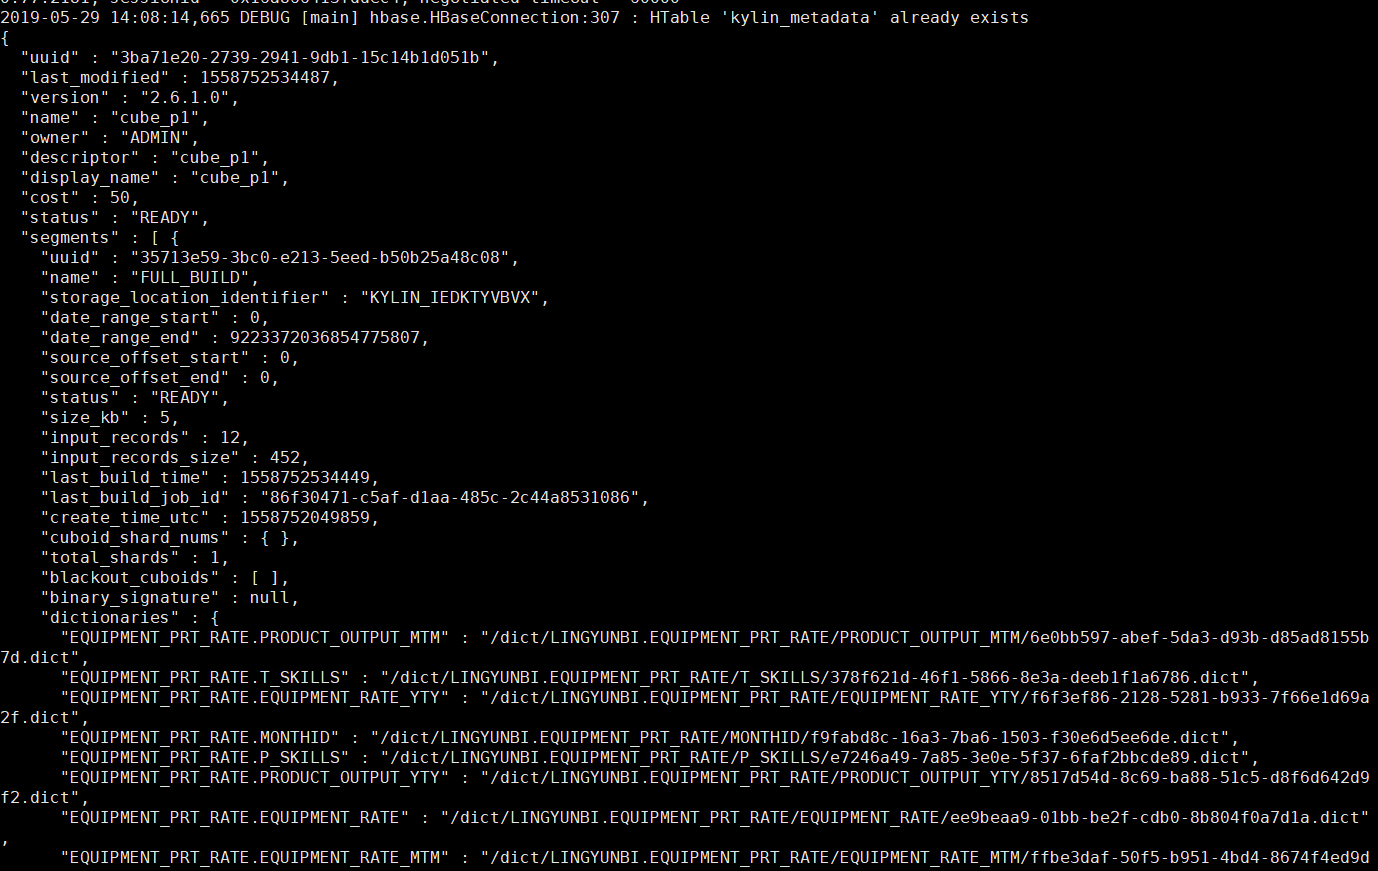 2019-05-29 14:08:14,665 DEBUG [main] hbase.HBaseConnection:307 : HTable 'kylin_metadata' already exists
{
  "uuid" : "3ba71e20-2739-2941-9db1-15c14b1d051b",
  "last_modified" : 1558752534487,
  "version" : "2.6.1.0",
  "name" : "cube_p1",
  "owner" : "ADMIN",
  "descriptor" : "cube_p1",
  "display_name" : "cube_p1",
  "cost" : 50,
  "status" : "READY",
  "segments" : [ {
    "uuid" : "35713e59-3bc0-e213-5eed-b50b25a48c08",
    "name" : "FULL_BUILD",
    "storage_location_identifier" : "KYLIN_IEDKTYVBVX",
    "date_range_start" : 0,
    "date_range_end" : 9223372036854775807,
    "source_offset_start" : 0,
    "source_offset_end" : 0,
    "status" : "READY",
    "size_kb" : 5,
    "input_records" : 12,
    "input_records_size" : 452,
    "last_build_time" : 1558752534449,
    "last_build_job_id" : "86f30471-c5af-d1aa-485c-2c44a8531086",
    "create_time_utc" : 1558752049859,
    "cuboid_shard_nums" : { },
    "total_shards" : 1,
    "blackout_cuboids" : [ ],
    "binary_signature" : null,
    "dictionaries" : {
      "EQUIPMENT_PRT_RATE.PRODUCT_OUTPUT_MTM" : "/dict/LINGYUNBI.EQUIPMENT_PRT_RATE/PRODUCT_OUTPUT_MTM/6e0bb597-abef-5da3-d93b-d85ad8155b
7d.dict",
      "EQUIPMENT_PRT_RATE.T_SKILLS" : "/dict/LINGYUNBI.EQUIPMENT_PRT_RATE/T_SKILLS/378f621d-46f1-5866-8e3a-deeb1f1a6786.dict",
      "EQUIPMENT_PRT_RATE.EQUIPMENT_RATE_YTY" : "/dict/LINGYUNBI.EQUIPMENT_PRT_RATE/EQUIPMENT_RATE_YTY/f6f3ef86-2128-5281-b933-7f66e1d69a
2f.dict",
      "EQUIPMENT_PRT_RATE.MONTHID" : "/dict/LINGYUNBI.EQUIPMENT_PRT_RATE/MONTHID/f9fabd8c-16a3-7ba6-1503-f30e6d5ee6de.dict",
      "EQUIPMENT_PRT_RATE.P_SKILLS" : "/dict/LINGYUNBI.EQUIPMENT_PRT_RATE/P_SKILLS/e7246a49-7a85-3e0e-5f37-6faf2bbcde89.dict",
      "EQUIPMENT_PRT_RATE.PRODUCT_OUTPUT_YTY" : "/dict/LINGYUNBI.EQUIPMENT_PRT_RATE/PRODUCT_OUTPUT_YTY/8517d54d-8c69-ba88-51c5-d8f6d642d9
f2.dict",
      "EQUIPMENT_PRT_RATE.EQUIPMENT_RATE" : "/dict/LINGYUNBI.EQUIPMENT_PRT_RATE/EQUIPMENT_RATE/ee9beaa9-01bb-be2f-cdb0-8b804f0a7d1a.dict"
,
      "EQUIPMENT_PRT_RATE.EQUIPMENT_RATE_MTM" : "/dict/LINGYUNBI.EQUIPMENT_PRT_RATE/EQUIPMENT_RATE_MTM/ffbe3daf-50f5-b951-4bd4-8674f4ed9d